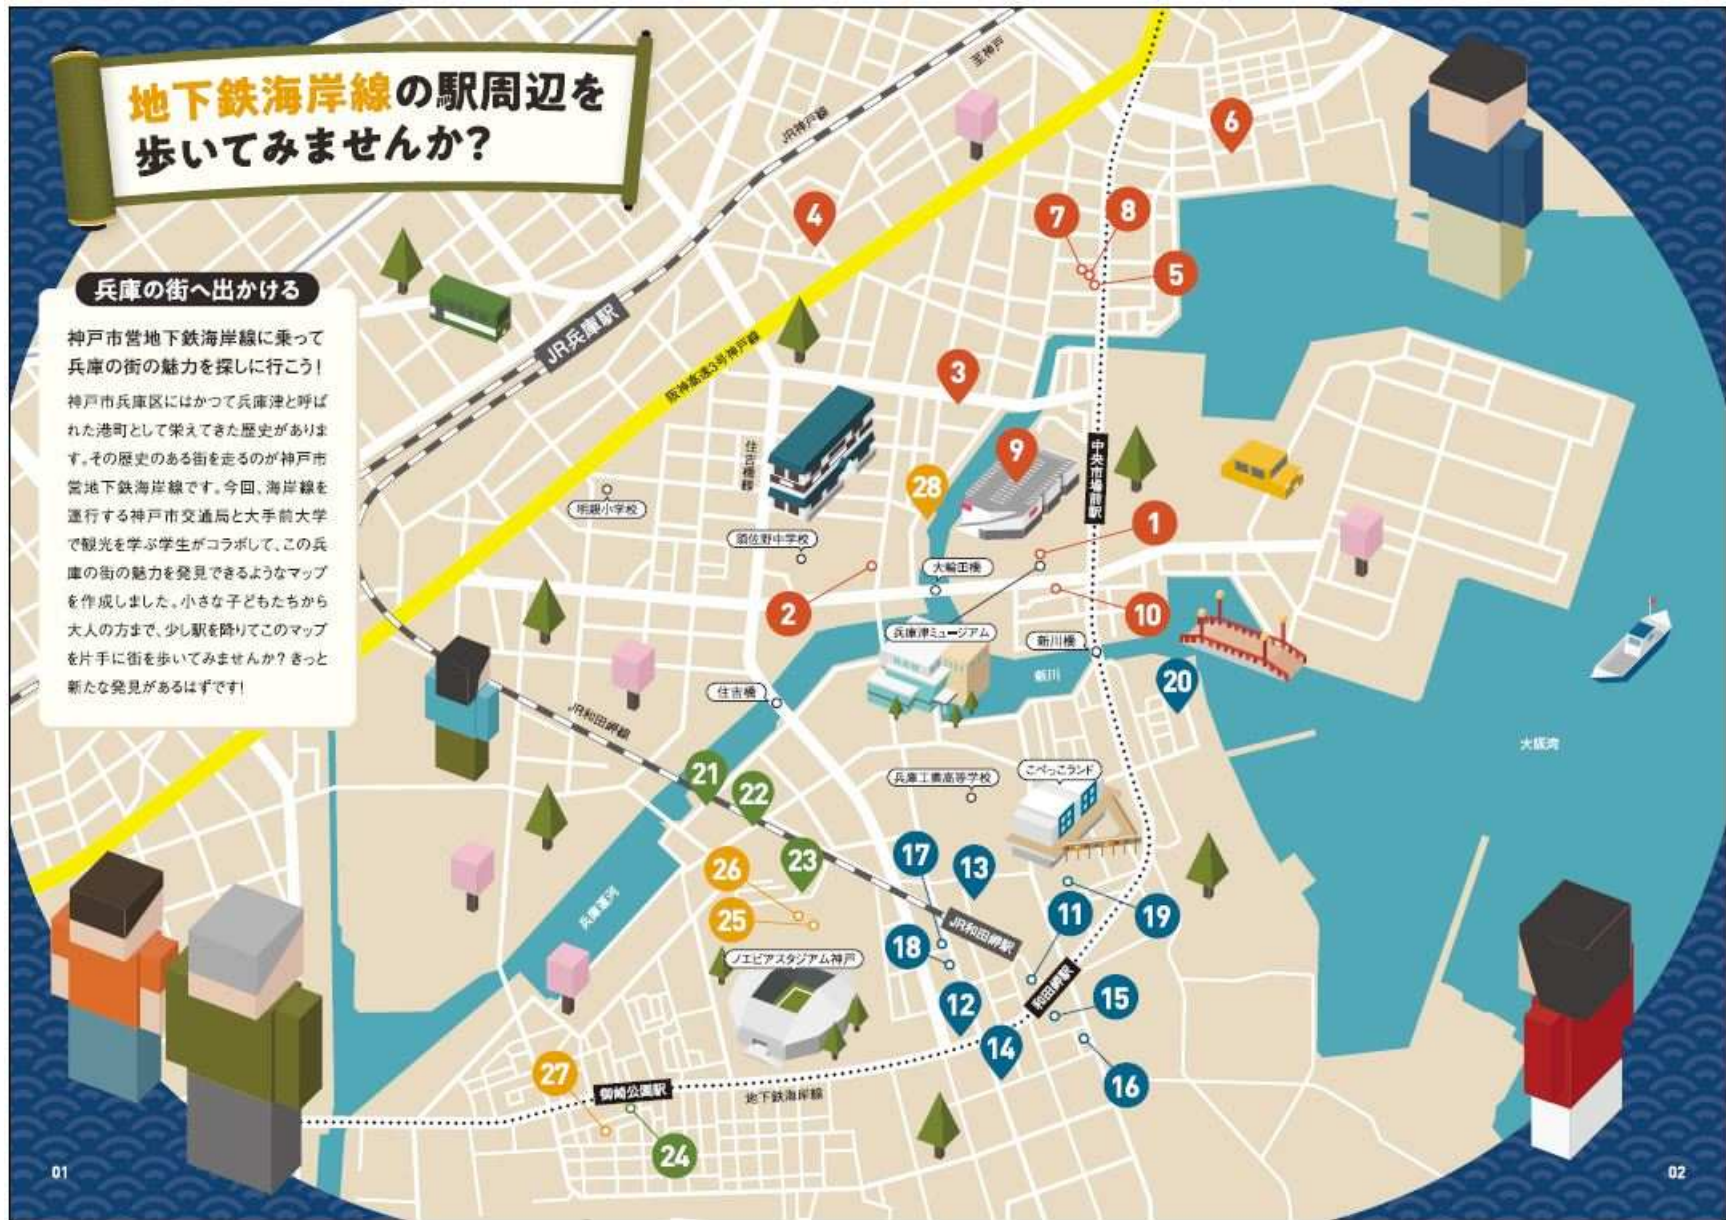 地下鉄海岸線の駅周辺を
歩いてみませんか?
兵庫の街へ出かける
神戸市営地下鉄海岸線に乗って
兵庫の街の魅力を探しに行こう!
神戸市兵庫区にはかつて兵庫津と呼ば
れた港町として栄えてきた歴史がありま
す。その歴史のある街を走るのが神戸市
営地下鉄海岸線です。今回、海岸線を
運行する神戸市交通局と大手前大学
で観光を学ぶ学生がコラボして、この兵
庫の街の魅力を発見できるようなマップ
を作成しました。小さな子どもたちから
大人の方まで、少し駅を降りてこのマップ
を片手に街を歩いてみませんか?きっと
新たな発見があるはずです!
至神戸
JR神戸線
6
4
7
8
5
JR兵庫駅
阪神高速3号神戸線
3
住吉橋線
中央市場前駅
9
28
明親小学校
須佐野中学校
1
大輪田橋
2
10
兵庫津ミュージアム
新川橋
新川
20
住吉橋
JR和田岬線
大阪湾
21
22
兵庫工業高等学校
こべっこランド
23
17
13
26
25
兵庫運河
11
19
JR和田岬駅
18
ノエビアスタジアム神戸
和田岬駅
12
15
14
16
27
御崎公園駅
地下鉄海岸線
24
01
02